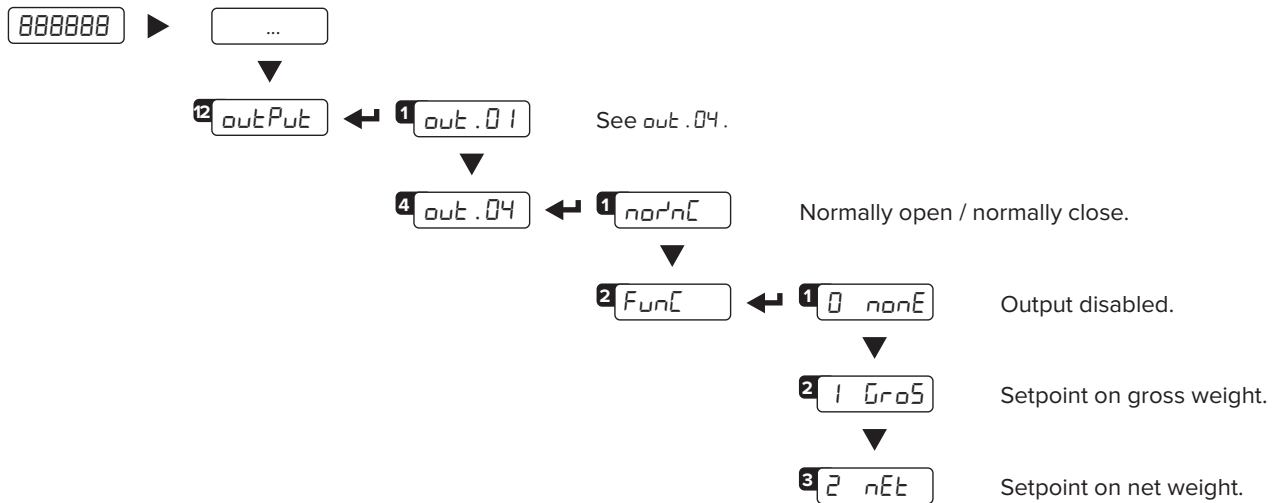 888888
...
12 outPut
1 out.01 See out.04.
4 out.04
1 no/nC Normally open / normally close.
2 FunC
1 0 nonE Output disabled.
2 1 GroS Setpoint on gross weight.
3 2 nEt Setpoint on net weight.